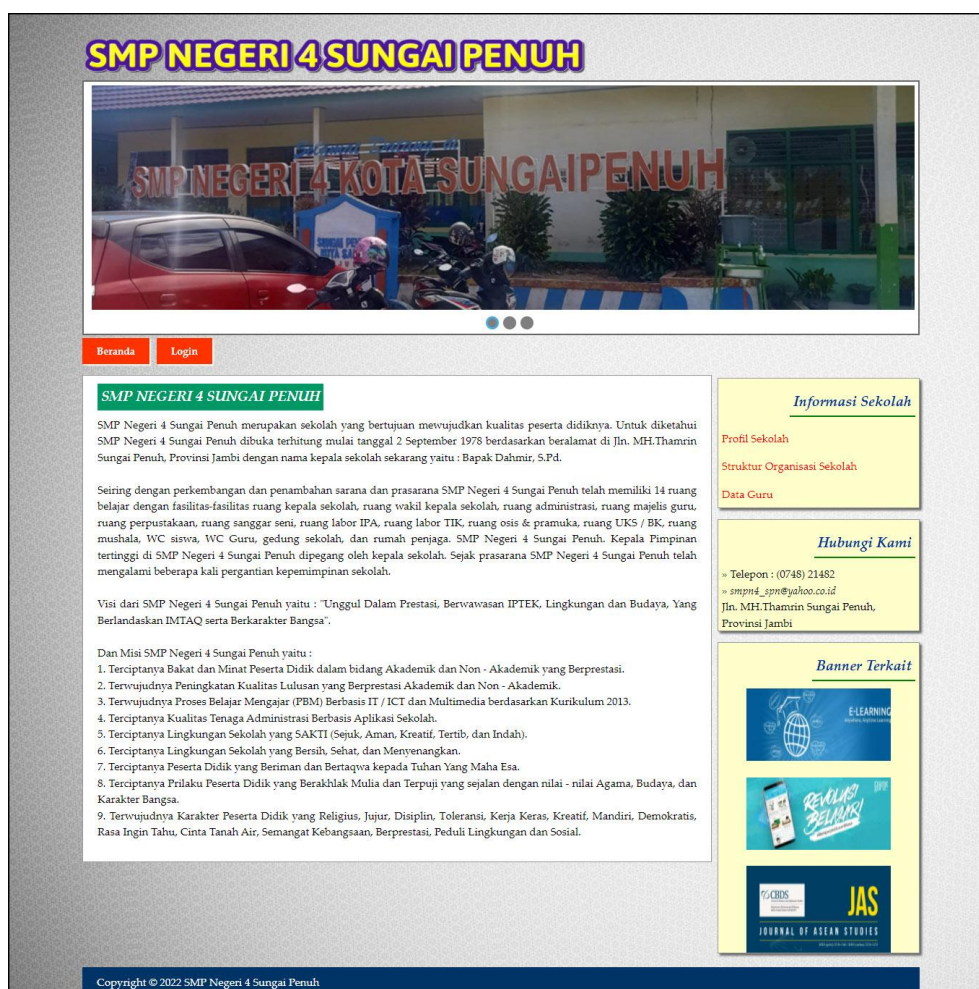 SMP NEGERI 4 SUNGAI PENUH
Selamat Datang di
SMP NEGERI 4 KOTA SUNGAIPENUH
Beranda Login
SMP NEGERI 4 SUNGAI PENUH
SMP Negeri 4 Sungai Penuh merupakan sekolah yang bertujuan mewujudkan kualitas peserta didiknya. Untuk diketahui
SMP Negeri 4 Sungai Penuh dibuka terhitung mulai tanggal 2 September 1978 berdasarkan beralamat di Jln. MH.Thamrin
Sungai Penuh, Provinsi Jambi dengan nama kepala sekolah sekarang yaitu : Bapak Dahmir, S.Pd.
Seiring dengan perkembangan dan penambahan sarana dan prasarana SMP Negeri 4 Sungai Penuh telah memiliki 14 ruang
belajar dengan fasilitas-fasilitas ruang kepala sekolah, ruang wakil kepala sekolah, ruang administrasi, ruang majelis guru,
ruang perpustakaan, ruang sanggar seni, ruang labor IPA, ruang labor TIK, ruang osis & pramuka, ruang UKS / BK, ruang
mushala, WC siswa, WC Guru, gedung sekolah, dan rumah penjaga. SMP Negeri 4 Sungai Penuh. Kepala Pimpinan
tertinggi di SMP Negeri 4 Sungai Penuh dipegang oleh kepala sekolah. Sejak prasarana SMP Negeri 4 Sungai Penuh telah
mengalami beberapa kali pergantian kepemimpinan sekolah.
Visi dari SMP Negeri 4 Sungai Penuh yaitu : "Unggul Dalam Prestasi, Berwawasan IPTEK, Lingkungan dan Budaya, Yang
Berlandaskan IMTAQ serta Berkarakter Bangsa".
Dan Misi SMP Negeri 4 Sungai Penuh yaitu :
1. Terciptanya Bakat dan Minat Peserta Didik dalam bidang Akademik dan Non - Akademik yang Berprestasi.
2. Terwujudnya Peningkatan Kualitas Lulusan yang Berprestasi Akademik dan Non - Akademik.
3. Terwujudnya Proses Belajar Mengajar (PBM) Berbasis IT / ICT dan Multimedia berdasarkan Kurikulum 2013.
4. Terciptanya Kualitas Tenaga Administrasi Berbasis Aplikasi Sekolah.
5. Terciptanya Lingkungan Sekolah yang SAKTI (Sejuk, Aman, Kreatif, Tertib, dan Indah).
6. Terciptanya Lingkungan Sekolah yang Bersih, Sehat, dan Menyenangkan.
7. Terciptanya Peserta Didik yang Beriman dan Bertaqwa kepada Tuhan Yang Maha Esa.
8. Terciptanya Prilaku Peserta Didik yang Berakhlak Mulia dan Terpuji yang sejalan dengan nilai - nilai Agama, Budaya, dan
Karakter Bangsa.
9. Terwujudnya Karakter Peserta Didik yang Religius, Jujur, Disiplin, Toleransi, Kerja Keras, Kreatif, Mandiri, Demokratis,
Rasa Ingin Tahu, Cinta Tanah Air, Semangat Kebangsaan, Berprestasi, Peduli Lingkungan dan Sosial.
Informasi Sekolah
Profil Sekolah
Struktur Organisasi Sekolah
Data Guru
Hubungi Kami
» Telepon : (0748) 21482
» smpn4_spn@yahoo.co.id
Jln. MH.Thamrin Sungai Penuh,
Provinsi Jambi
Banner Terkait
E-LEARNING
REVOLUSI
BELAJAR
CBDS
JAS
JOURNAL OF ASEAN STUDIES
Copyright © 2022 SMP Negeri 4 Sungai Penuh